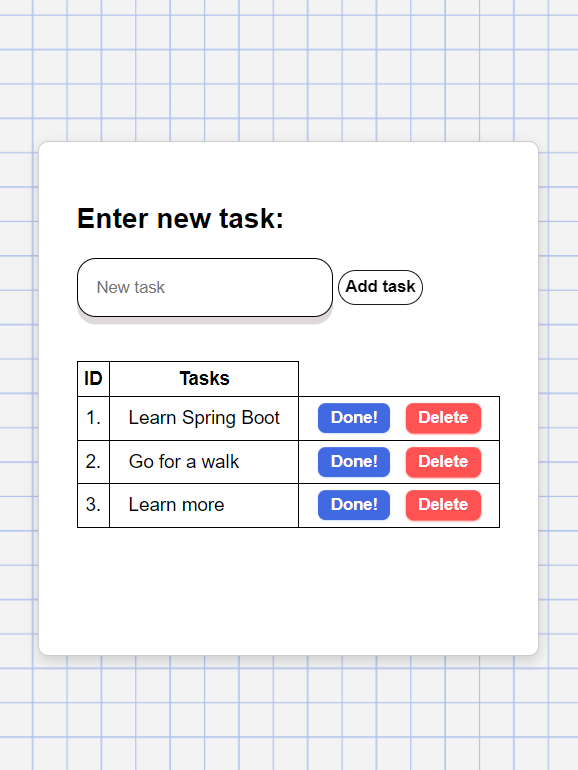 Enter new task:
New task Add task
ID Tasks
1. Learn Spring Boot Done! Delete
2. Go for a walk Done! Delete
3. Learn more Done! Delete